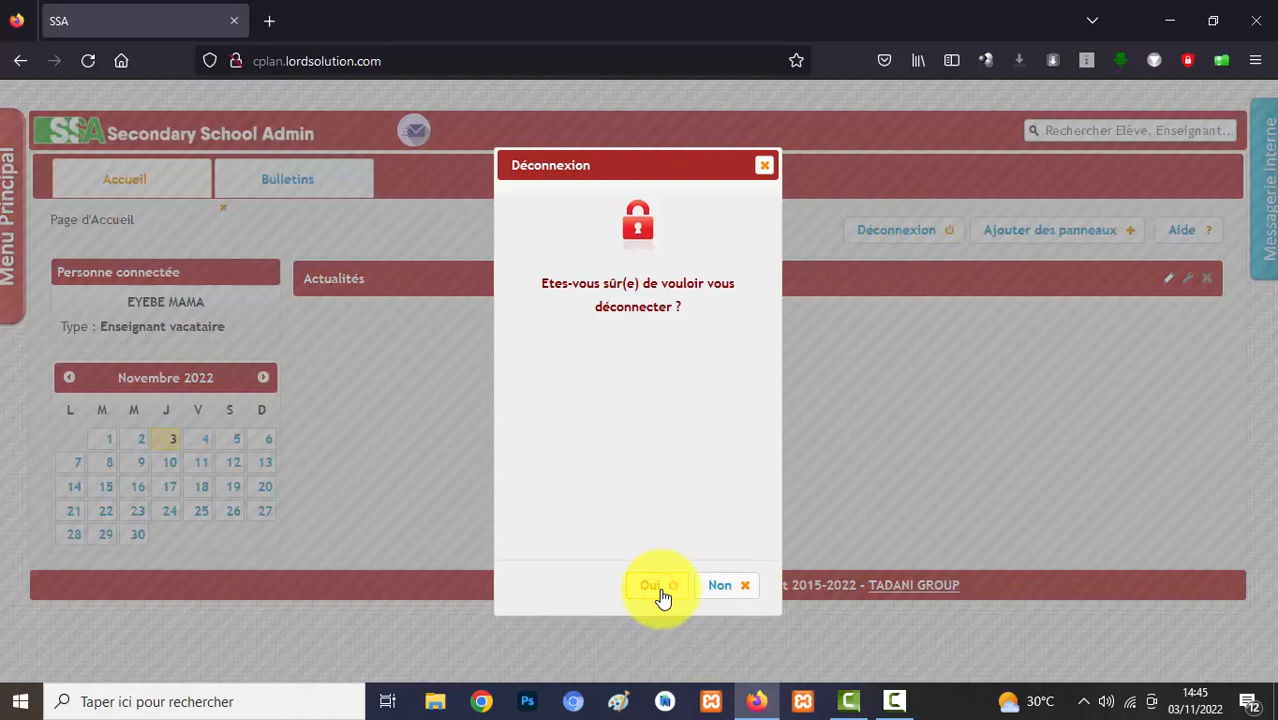 SSA
cplan.lordsolution.com
Menu Principal
SSA Secondary School Admin
Rechercher Elève, Enseignant...
Messagerie Interne
Accueil
Bulletins
Page d'Accueil
Déconnexion
Ajouter des panneaux
Aide ?
Personne connectée
EYEBE MAMA
Type : Enseignant vacataire
Actualités
Novembre 2022
L M M J V S D
1 2 3 4 5 6
7 8 9 10 11 12 13
14 15 16 17 18 19 20
21 22 23 24 25 26 27
28 29 30
Déconnexion
Etes-vous sûr(e) de vouloir vous
déconnecter ?
Oui
Non
t 2015-2022 - TADANI GROUP
Taper ici pour rechercher
Ps
30°C
14:45
03/11/2022
12